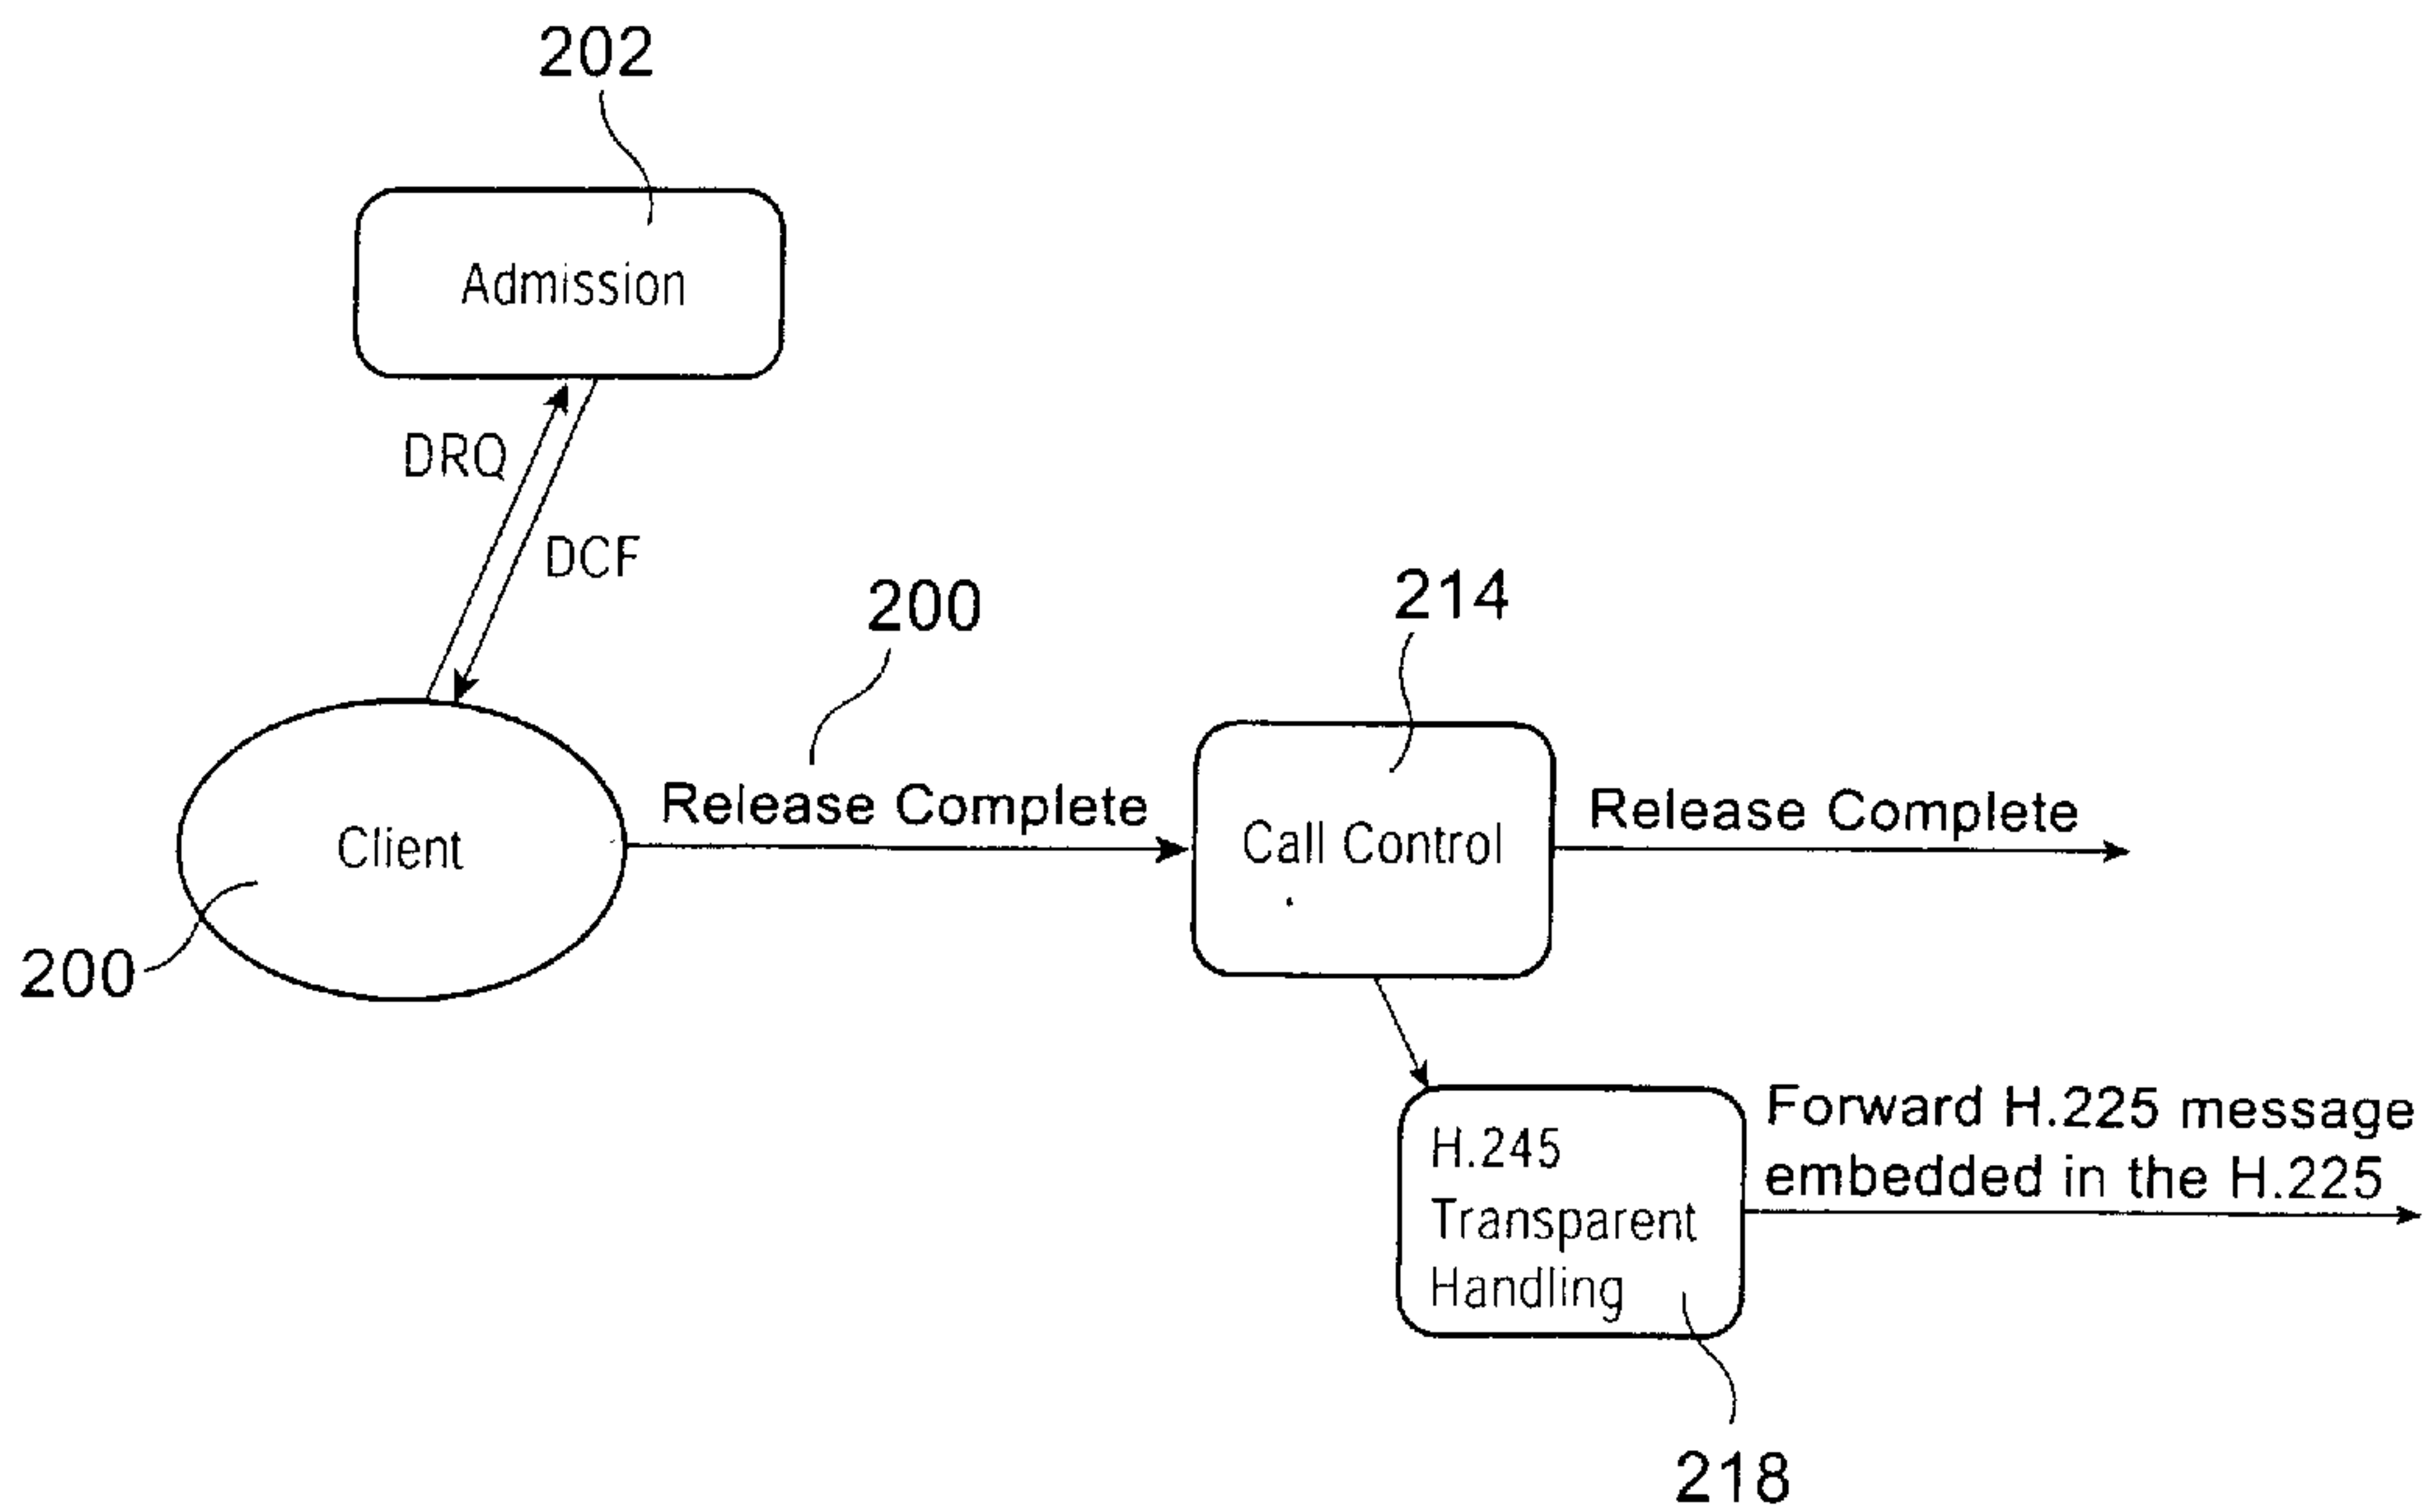 202
Admission
DRQ
DCF
200
214
Release Complete
Release Complete
Client
Call Control
200
Forward H.225 message
embedded in the H.225
H.245
Transparent
Handling
218